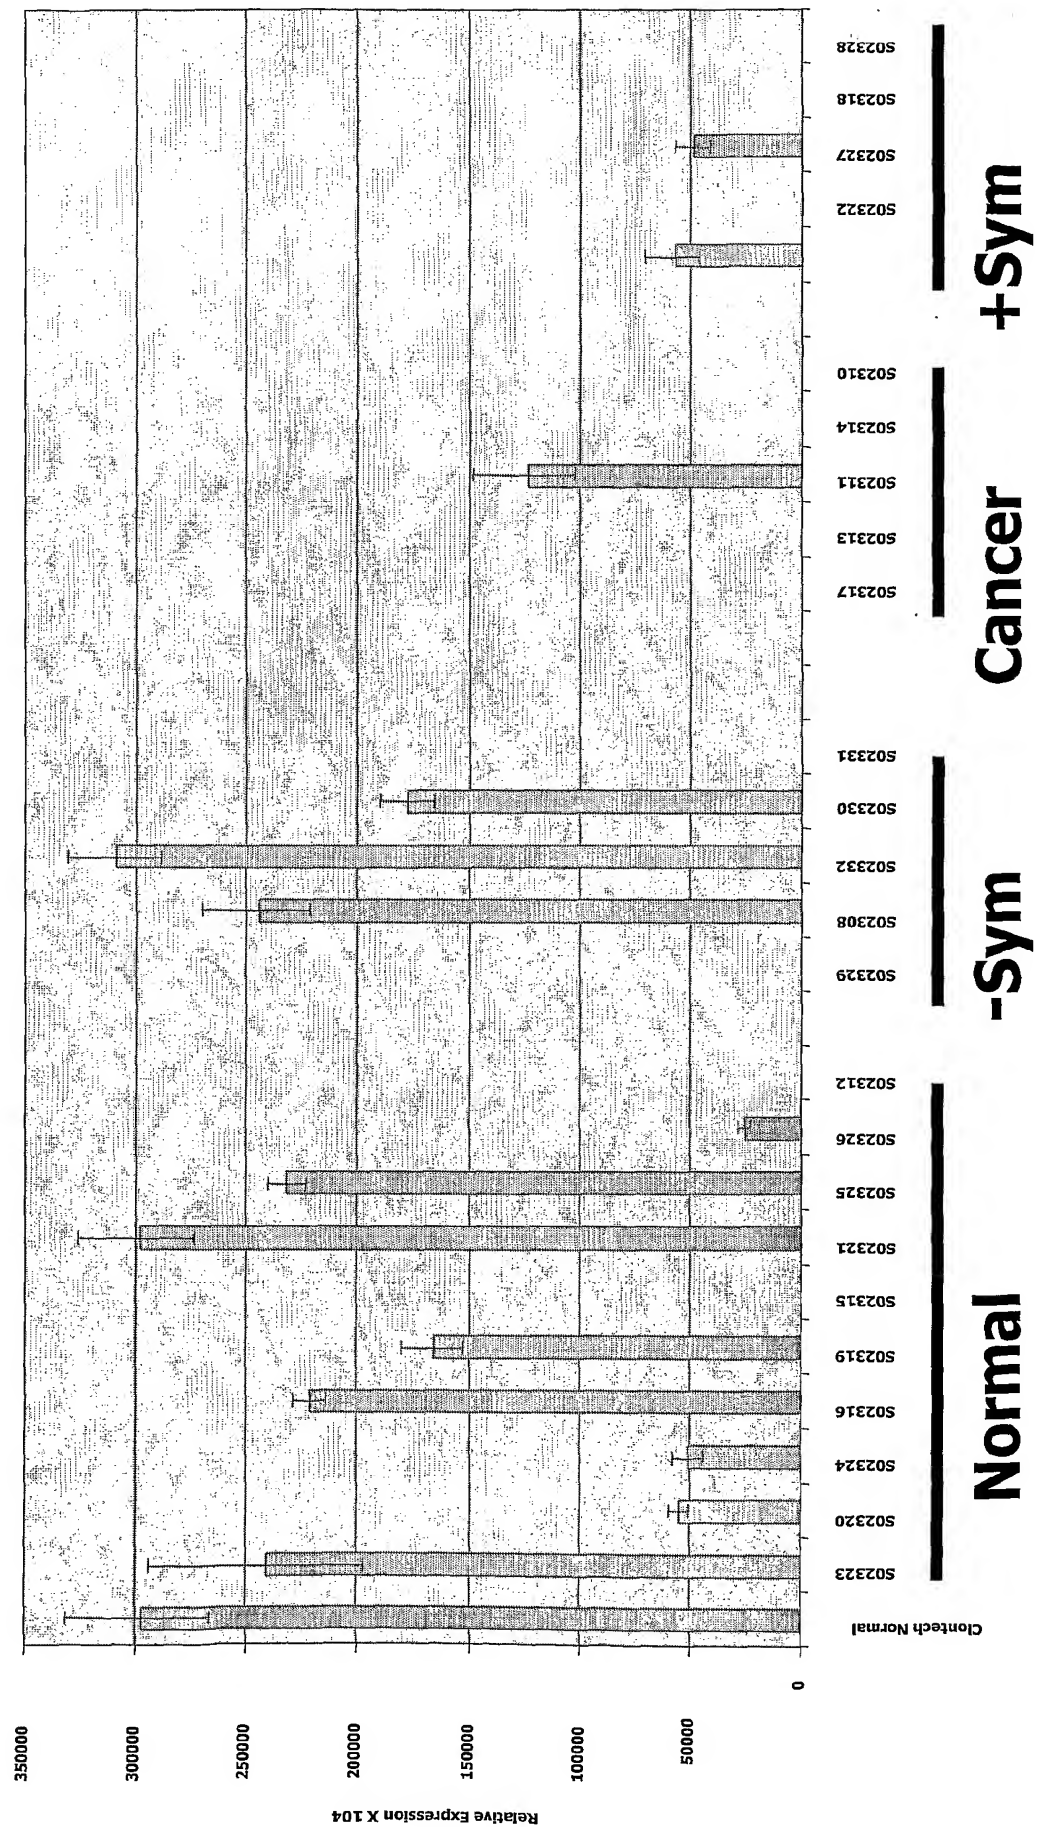 Relative Expression X 104
350000
300000
250000
200000
150000
100000
50000
0
Clontech Normal
S02323
S02320
S02324
S02316
S02319
S02315
S02321
S02325
S02326
S02312
S02329
S02308
S02332
S02330
S02331
S02317
S02313
S02311
S02314
S02310
S02322
S02327
S02318
S02328
Normal
-Sym
Cancer
+Sym